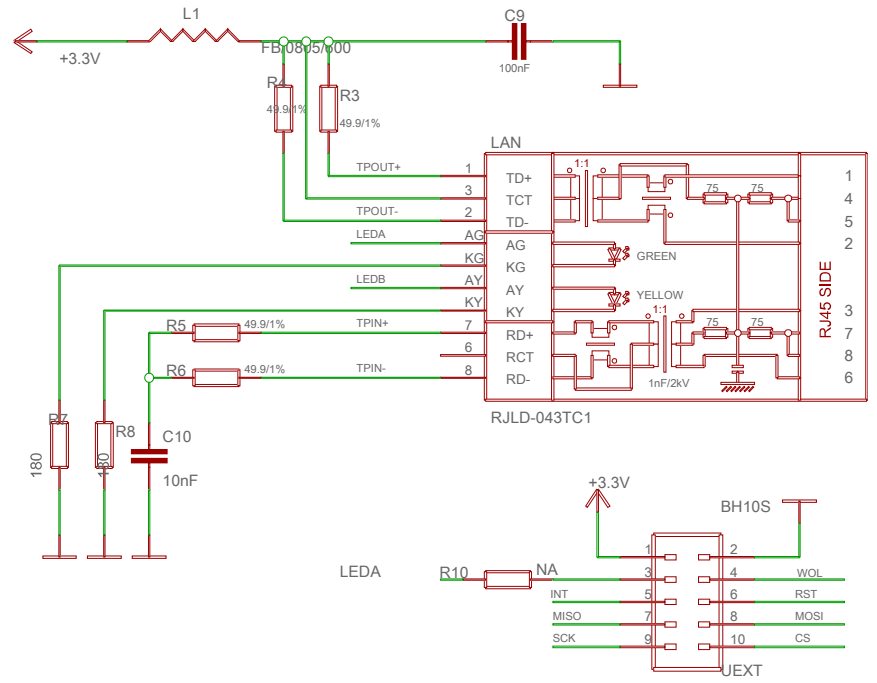 L1
C9
+3.3V
FB0805/600
100nF
R4
49.9/1%
R3
49.9/1%
LAN
TPOUT+
1
TD+
1:1
75
75
1
3
TCT
4
TPOUT-
2
TD-
5
LEDA
AG
AG
GREEN
2
KG
KG
LEDB
AY
AY
YELLOW
RJ45 SIDE
KY
KY
1:1
3
R5
49.9/1%
TPIN+
7
RD+
75
75
7
6
RCT
8
R6
49.9/1%
TPIN-
8
RD-
1nF/2kV
6
RJLD-043TC1
R7
180
R8
180
C10
10nF
+3.3V
BH10S
1
2
LEDA
R10
NA
3
4
WOL
INT
5
6
RST
MISO
7
8
MOSI
SCK
9
10
CS
UEXT